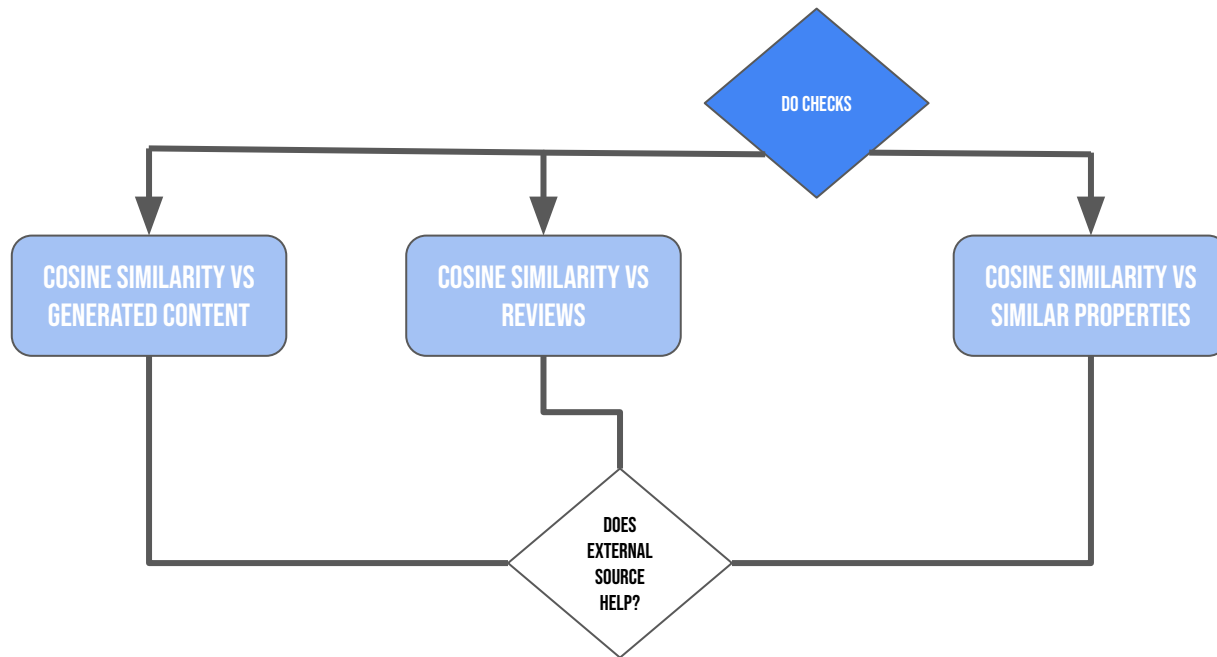 DO CHECKS
COSINE SIMILARITY VS
GENERATED CONTENT
COSINE SIMILARITY VS
REVIEWS
COSINE SIMILARITY VS
SIMILAR PROPERTIES
DOES
EXTERNAL
SOURCE
HELP?